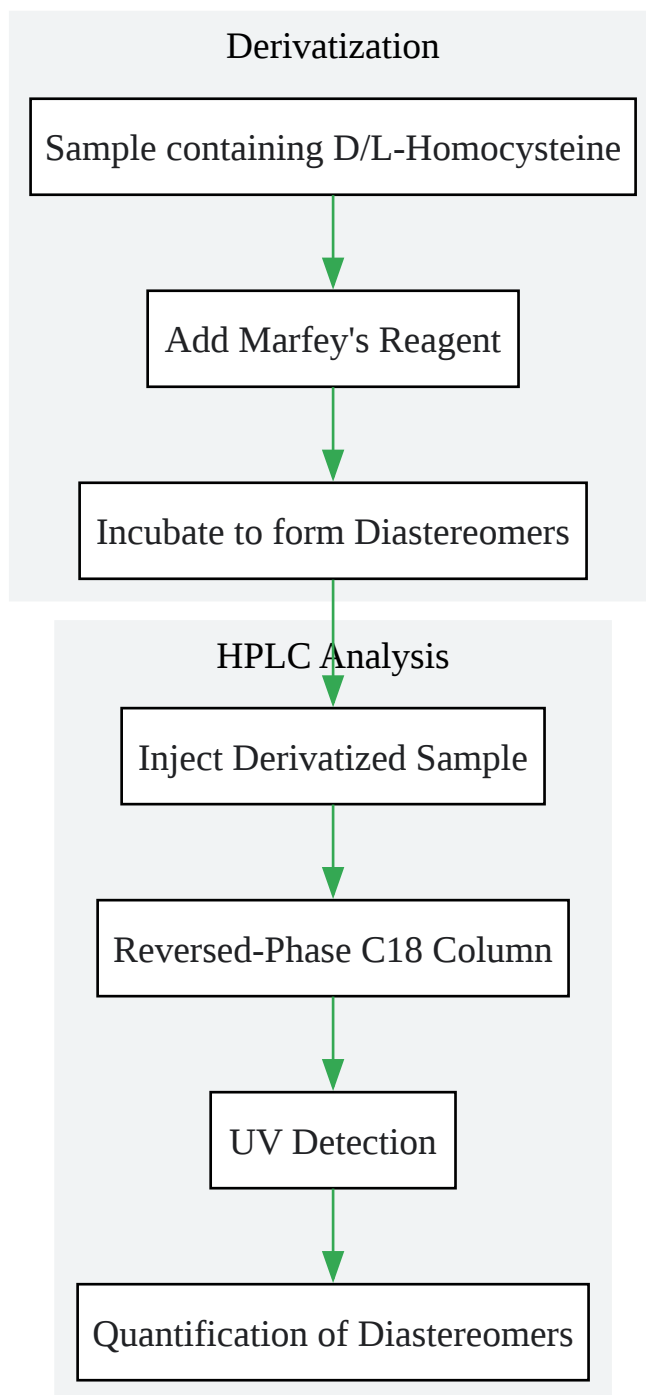 Derivatization
Sample containing D/L-Homocysteine
Add Marfey's Reagent
Incubate to form Diastereomers
HPLC Analysis
Inject Derivatized Sample
Reversed-Phase C18 Column
UV Detection
Quantification of Diastereomers